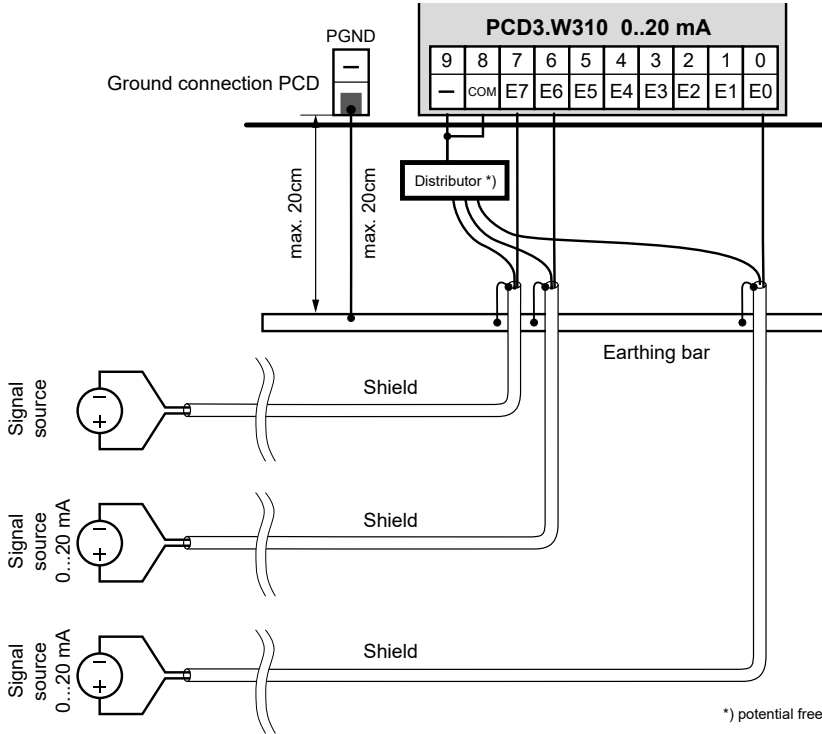 PCD3.W310 0..20 mA
PGND
9 8 7 6 5 4 3 2 1 0
– COM E7 E6 E5 E4 E3 E2 E1 E0
–
Ground connection PCD
max. 20cm
max. 20cm
Distributor *)
Earthing bar
Signal
source
– +
Shield
Signal
source
0...20 mA
– +
Shield
Signal
source
0...20 mA
– +
Shield
*) potential free